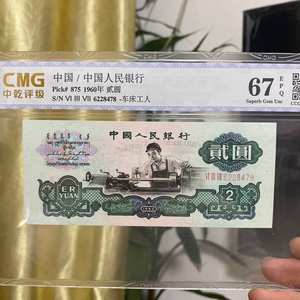 CMG
中乾评级
中国 / 中国人民银行
Pick# 875 1960年 贰圆
S/N VI III VII 6228478 -车床工人
67
EPQ
Superb Gem Unc
中国人民银行
贰圆
VI III VII 6228478
ER
YUAN
2